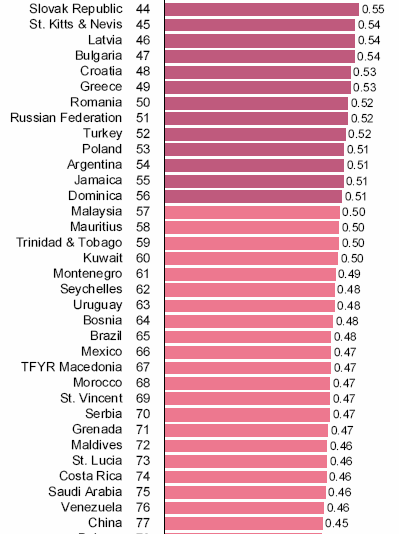 Slovak Republic 44 0.55
St. Kitts & Nevis 45 0.54
Latvia 46 0.54
Bulgaria 47 0.54
Croatia 48 0.53
Greece 49 0.53
Romania 50 0.52
Russian Federation 51 0.52
Turkey 52 0.52
Poland 53 0.51
Argentina 54 0.51
Jamaica 55 0.51
Dominica 56 0.51
Malaysia 57 0.50
Mauritius 58 0.50
Trinidad & Tobago 59 0.50
Kuwait 60 0.50
Montenegro 61 0.49
Seychelles 62 0.48
Uruguay 63 0.48
Bosnia 64 0.48
Brazil 65 0.48
Mexico 66 0.47
TFYR Macedonia 67 0.47
Morocco 68 0.47
St. Vincent 69 0.47
Serbia 70 0.47
Grenada 71 0.47
Maldives 72 0.46
St. Lucia 73 0.46
Costa Rica 74 0.46
Saudi Arabia 75 0.46
Venezuela 76 0.46
China 77 0.45